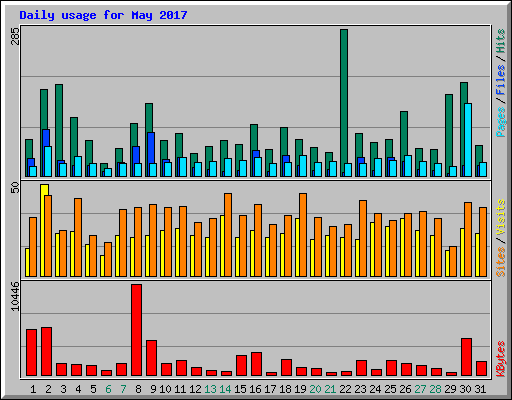 Daily usage for May 2017
285
Pages / Files / Hits
50
Sites / Visits
10446
KBytes
1 2 3 4 5 6 7 8 9 10 11 12 13 14 15 16 17 18 19 20 21 22 23 24 25 26 27 28 29 30 31